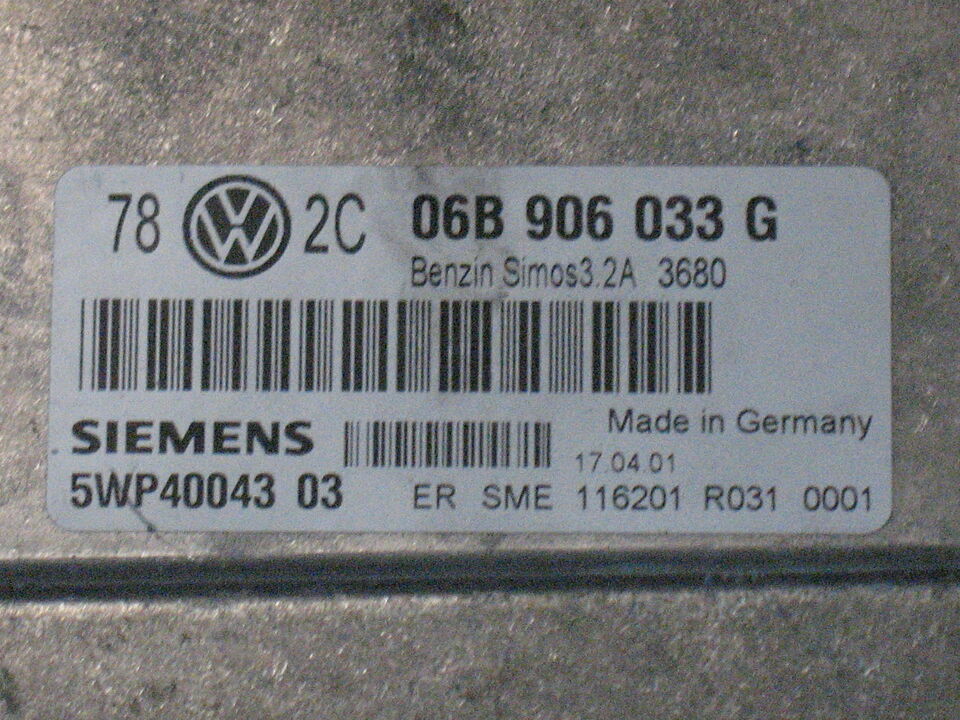 78 VW 2C 06B 906 033 G
Benzin Simos3.2A 3680
Made in Germany
SIEMENS
17.04.01
5WP40043 03 ER SME 116201 R031 0001